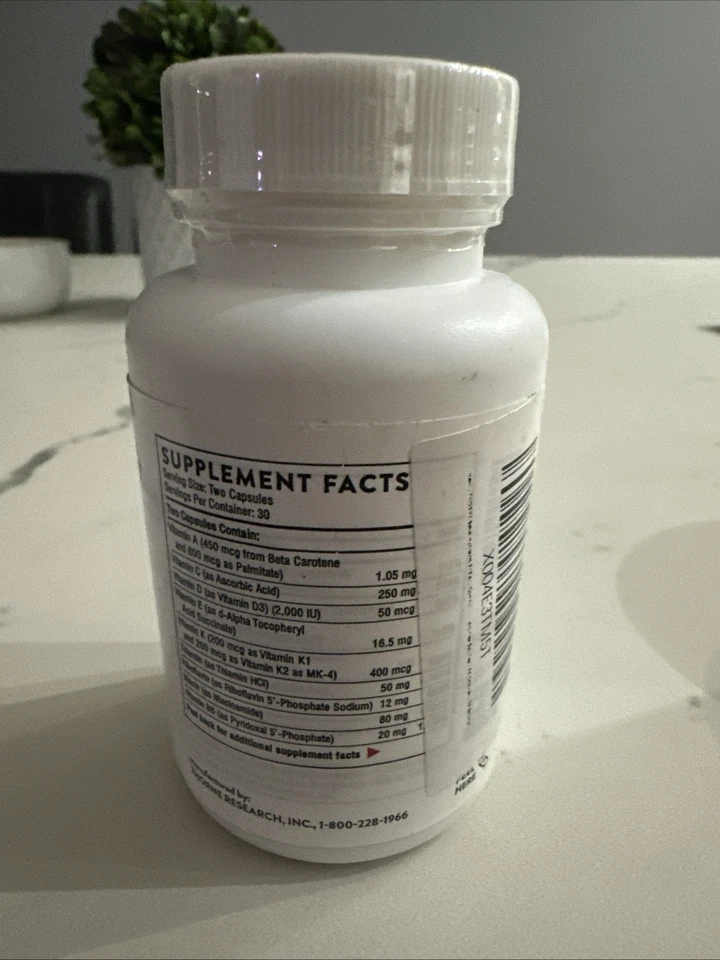 SUPPLEMENT FACTS
Serving Size: Two Capsules
Servings Per Container: 30
Two Capsules Contain:
Vitamin A (450 mcg from Beta Carotene
and 600 mcg as Palmitate) 1.05 mg
Vitamin C (as Ascorbic Acid) 250 mg
Vitamin D (as Vitamin D3) (2,000 IU) 50 mcg
Vitamin E (as d-Alpha Tocopheryl
Acid Succinate) 16.5 mg
Vitamin K (200 mcg as Vitamin K1
and 200 mcg as Vitamin K2 as MK-4) 400 mcg
(as Thiamin HCl) 50 mg
Riboflavin (as Riboflavin 5'-Phosphate Sodium) 12 mg
(as Niacinamide) 80 mg
Vitamin B6 (as Pyridoxal 5'-Phosphate) 20 mg 1.
Peel back for additional supplement facts
Manufactured by:
THORNE RESEARCH, INC., 1-800-228-1966
PEEL
HERE